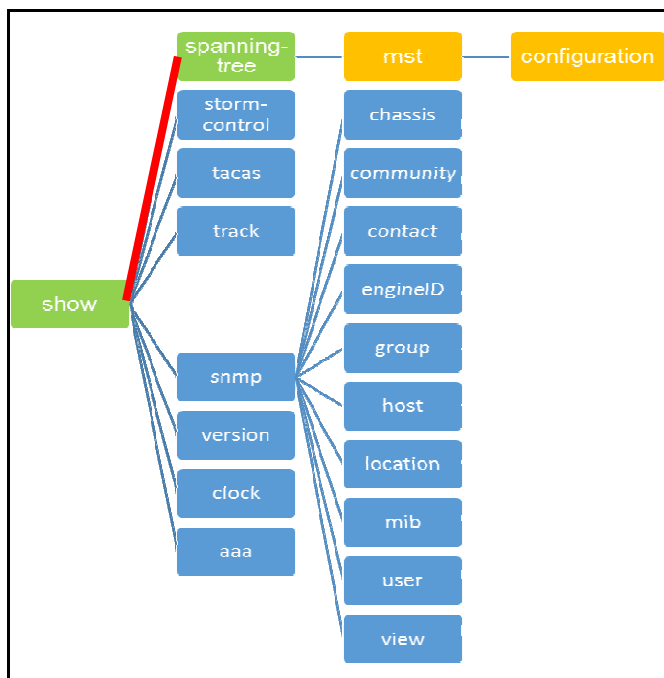 spanning-
tree
mst
configuration
storm-
control
chassis
tacas
community
track
contact
show
engineID
snmp
group
version
host
clock
location
aaa
mib
user
view